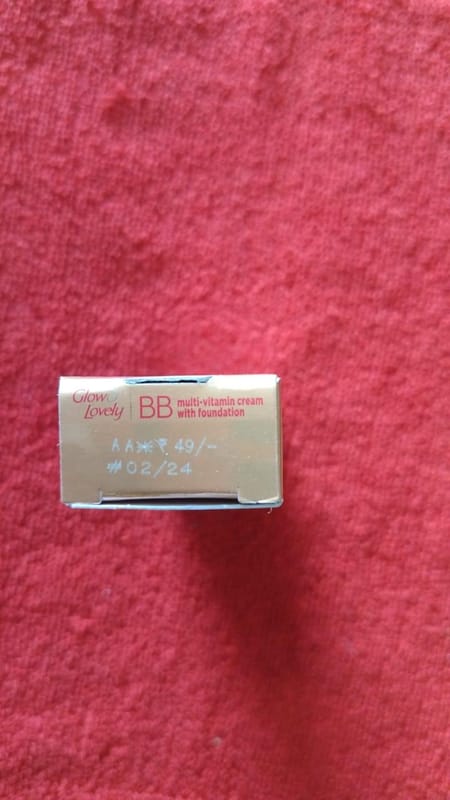 Glow &
Lovely
BB
multi-vitamin cream
with foundation
AA* ₹ 49/-
# 02/24